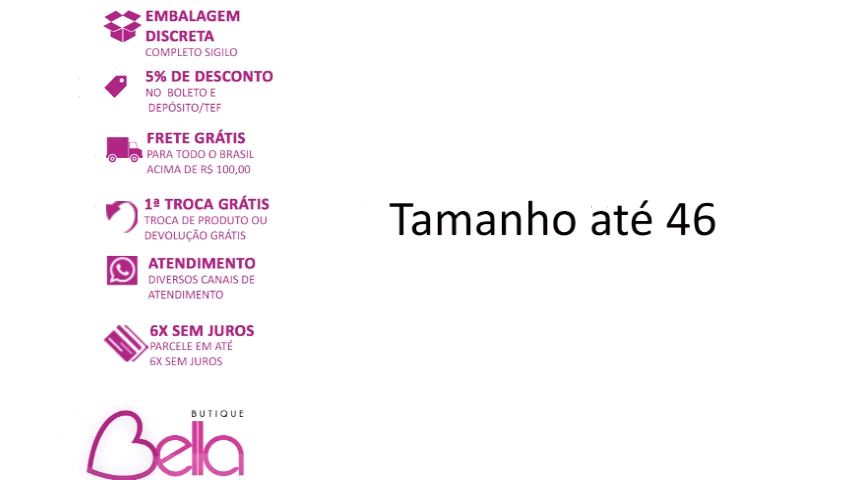 EMBALAGEM
DISCRETA
COMPLETO SIGILO
5% DE DESCONTO
NO BOLETO E
DEPÓSITO/TEF
FRETE GRÁTIS
PARA TODO O BRASIL
ACIMA DE R$ 100,00
1ª TROCA GRÁTIS
TROCA DE PRODUTO OU
DEVOLUÇÃO GRÁTIS
ATENDIMENTO
DIVERSOS CANAIS DE
ATENDIMENTO
6X SEM JUROS
PARCELE EM ATÉ
6X SEM JUROS
BUTIQUE
Bella
Tamanho até 46